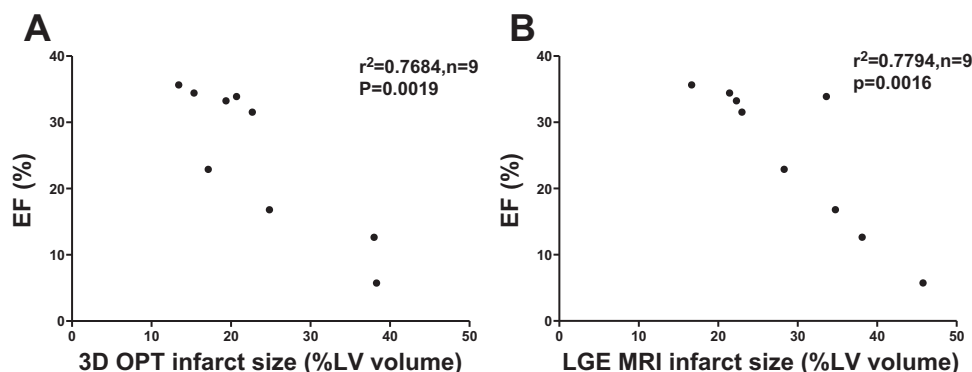 A
r²=0.7684,n=9
P=0.0019
40
30
20
10
0
EF (%)
0 10 20 30 40 50
3D OPT infarct size (%LV volume)
B
r²=0.7794,n=9
p=0.0016
40
30
20
10
0
EF (%)
0 10 20 30 40 50
LGE MRI infarct size (%LV volume)